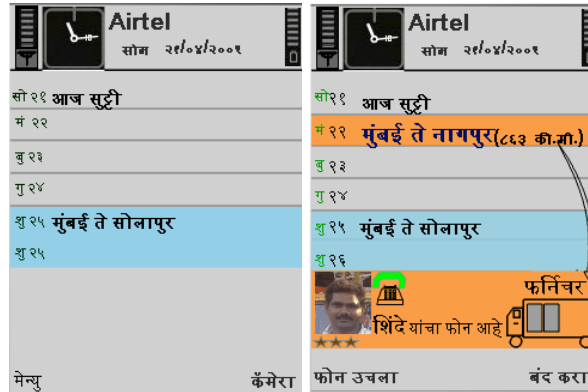 Airtel
सोम २१/०४/२००९
सो २१ आज सुट्टी
मं २२
बु २३
गु २४
शु २५ मुंबई ते सोलापुर
शु २५
मेन्यु कॅमेरा
Airtel
सोम २१/०४/२००९
सो २१ आज सुट्टी
मं २२ मुंबई ते नागपुर(८६३ की.मी.)
बु २३
गु २४
शु २५ मुंबई ते सोलापुर
शु २६
फर्निचर
शिंदे यांचा फोन आहे
फोन उचला बंद करा